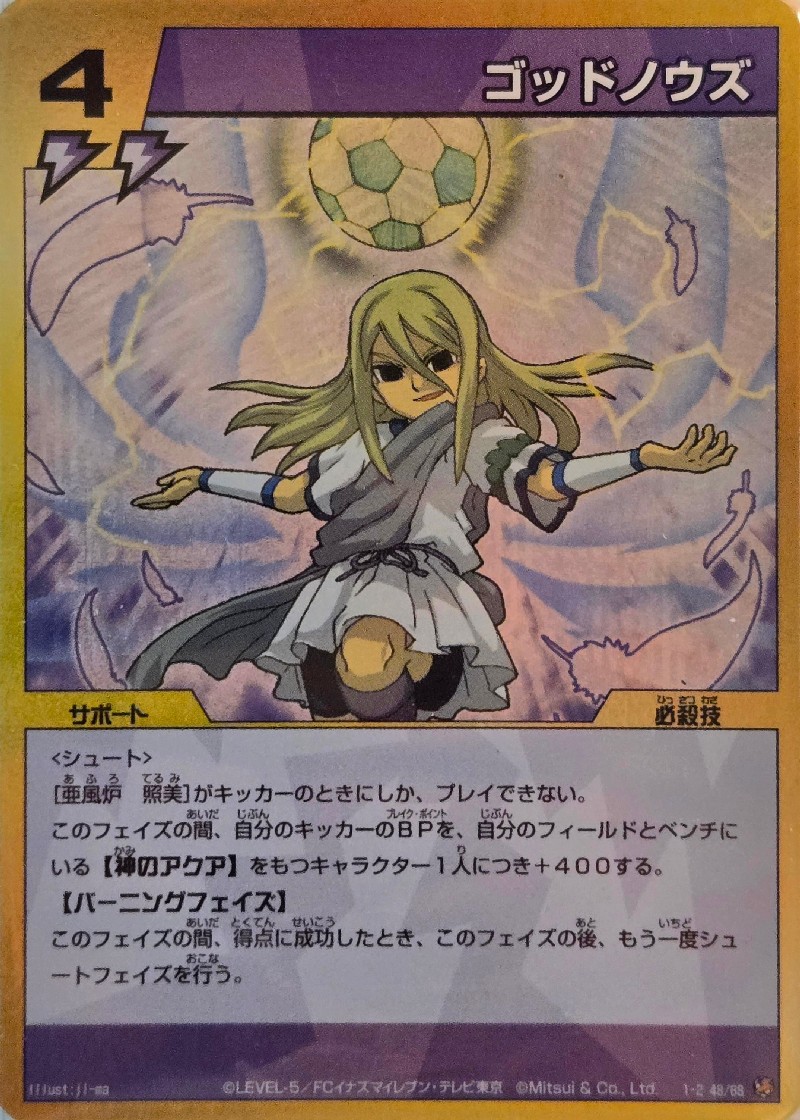 4
ゴッドノウズ
サポート
必殺技
<シュート>
[亜風炉 照美]がキッカーのときにしか、プレイできない。
このフェイズの間、自分のキッカーのBPを、自分のフィールドとベンチに
いる【神のアクア】をもつキャラクター1人につき+400する。
【バーニングフェイズ】
このフェイズの間、得点に成功したとき、このフェイズの後、もう一度シュ
ートフェイズを行う。
Illust:jl-ma
©LEVEL-5/FCイナズマイレブン・テレビ東京 ©Mitsui & Co., Ltd.
1-2 48/68